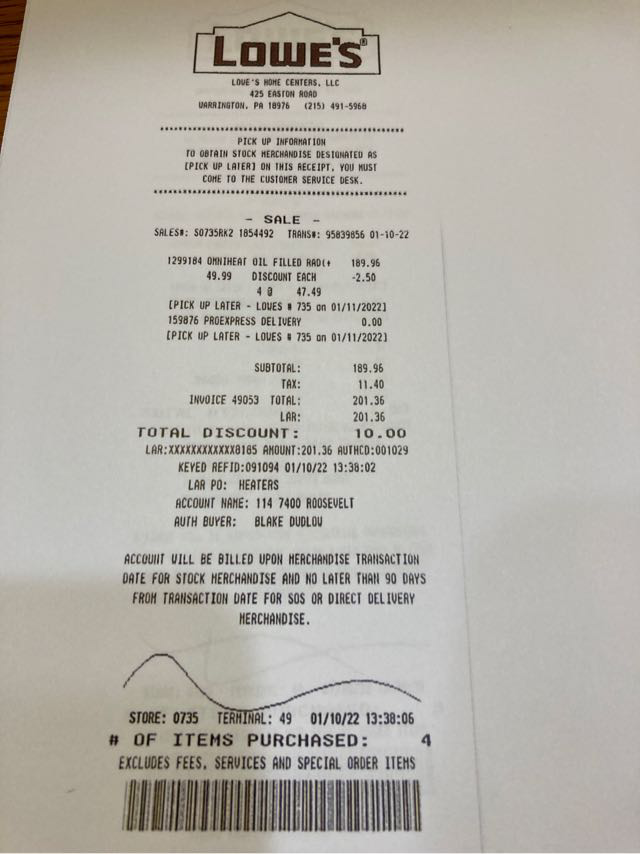 LOWE'S®
LOWE'S HOME CENTERS, LLC
425 EASTON ROAD
WARRINGTON, PA 18976 (215) 491-5968
PICK UP INFORMATION
TO OBTAIN STOCK MERCHANDISE DESIGNATED AS
[PICK UP LATER] ON THIS RECEIPT, YOU MUST
COME TO THE CUSTOMER SERVICE DESK.
- SALE -
SALES#: S0735RK2 1854492 TRANS#: 95839856 01-10-22
1299184 OMNIHEAT OIL FILLED RADI+ 189.96
49.99 DISCOUNT EACH -2.50
4 @ 47.49
[PICK UP LATER - LOWES # 735 on 01/11/2022]
159876 PROEXPRESS DELIVERY 0.00
[PICK UP LATER - LOWES # 735 on 01/11/2022]
SUBTOTAL: 189.96
TAX: 11.40
INVOICE 49053 TOTAL: 201.36
LAR: 201.36
TOTAL DISCOUNT: 10.00
LAR:XXXXXXXXXXXX8185 AMOUNT:201.36 AUTHCD:001029
KEYED REFID:091094 01/10/22 13:38:02
LAR PO: HEATERS
ACCOUNT NAME: 114 7400 ROOSEVELT
AUTH BUYER: BLAKE DUDLOW
ACCOUNT WILL BE BILLED UPON MERCHANDISE TRANSACTION
DATE FOR STOCK MERCHANDISE AND NO LATER THAN 90 DAYS
FROM TRANSACTION DATE FOR SOS OR DIRECT DELIVERY
MERCHANDISE.
STORE: 0735 TERMINAL: 49 01/10/22 13:38:06
# OF ITEMS PURCHASED: 4
EXCLUDES FEES, SERVICES AND SPECIAL ORDER ITEMS